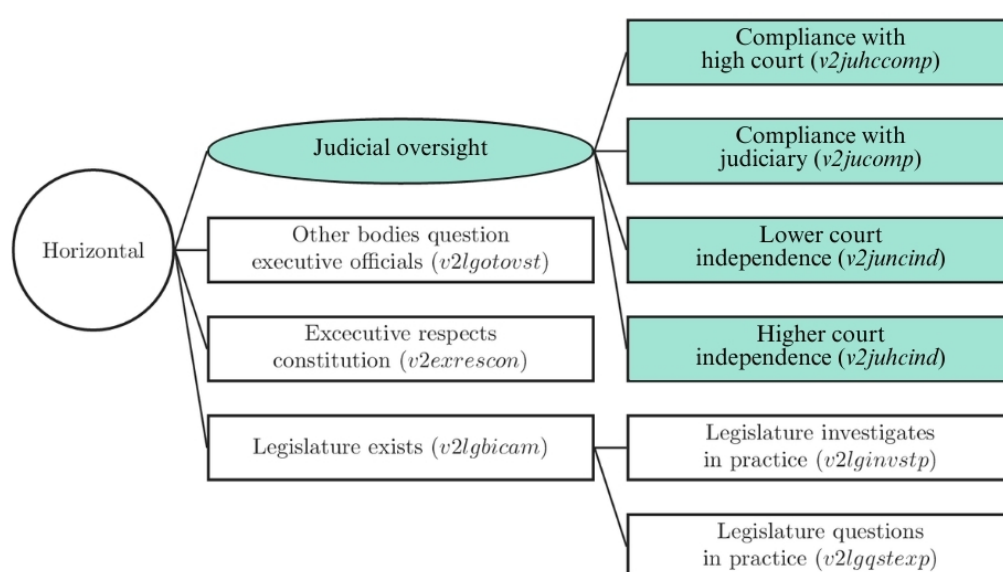 Compliance with
high court (v2juhccomp)
Judicial oversight
Compliance with
judiciary (v2jucomp)
Horizontal
Other bodies question
executive officials (v2lgotovst)
Lower court
independence (v2juncind)
Excecutive respects
constitution (v2exrescon)
Higher court
independence (v2juhcind)
Legislature exists (v2lgbicam)
Legislature investigates
in practice (v2lginvstp)
Legislature questions
in practice (v2lgqstexp)